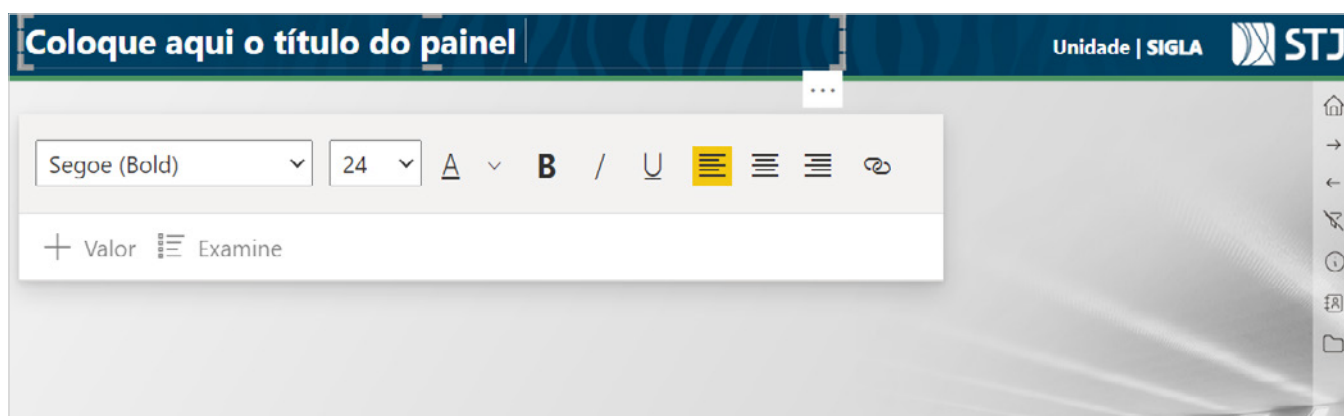 Coloque aqui o título do painel
Unidade | SIGLA
STJ
Segoe (Bold)
24
A
B
/
U
Valor
Examine